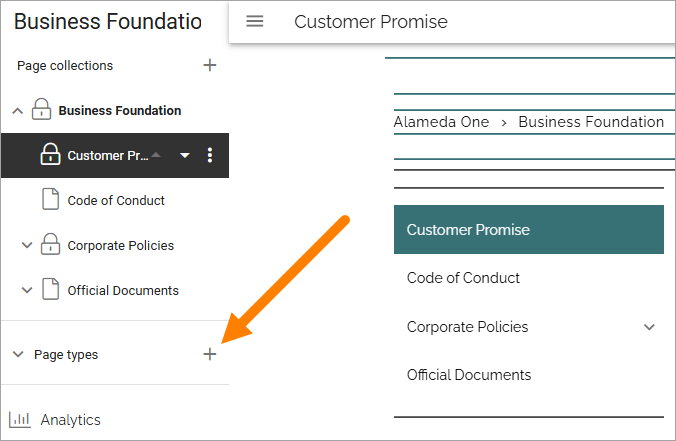 Business Foundatio
Customer Promise
Page collections
Business Foundation
Customer Pr...
Code of Conduct
Corporate Policies
Official Documents
Page types
Analytics
Alameda One > Business Foundation
Customer Promise
Code of Conduct
Corporate Policies
Official Documents